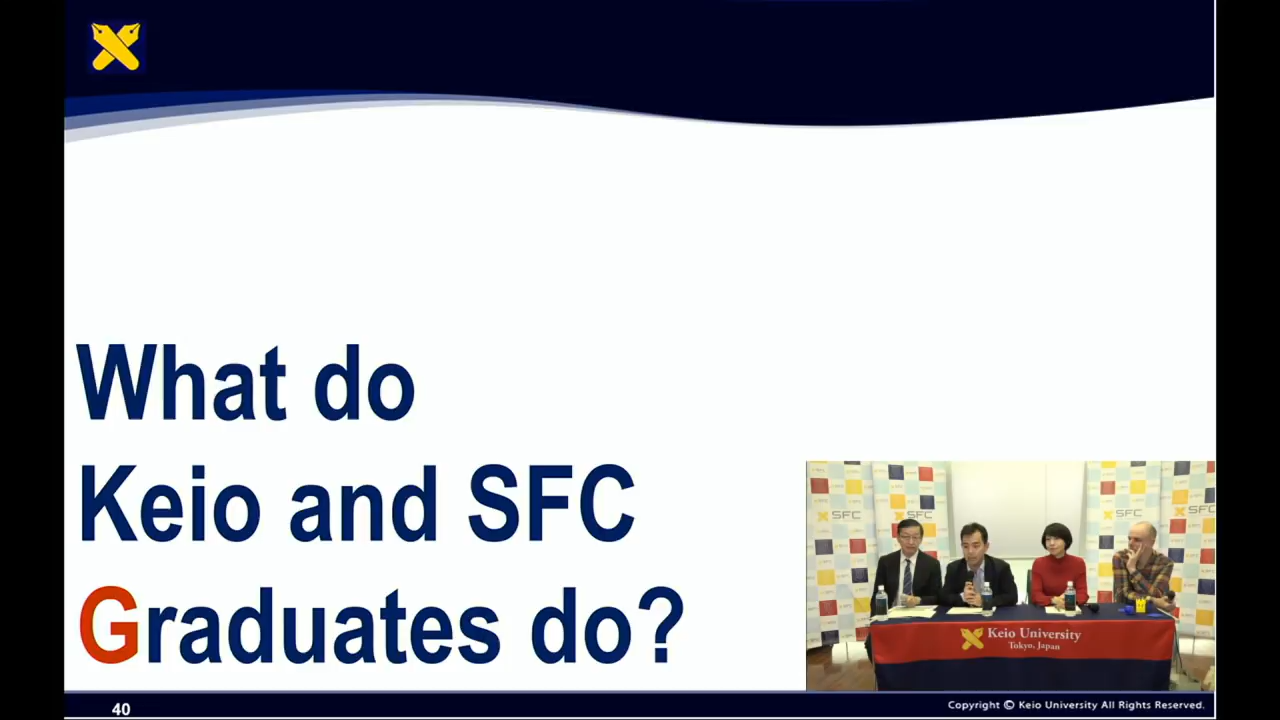 What do
Keio and SFC
Graduates do?
SFC
SFC
SFC
SFC
Keio University
Tokyo, Japan
40
Copyright © Keio University All Rights Reserved.